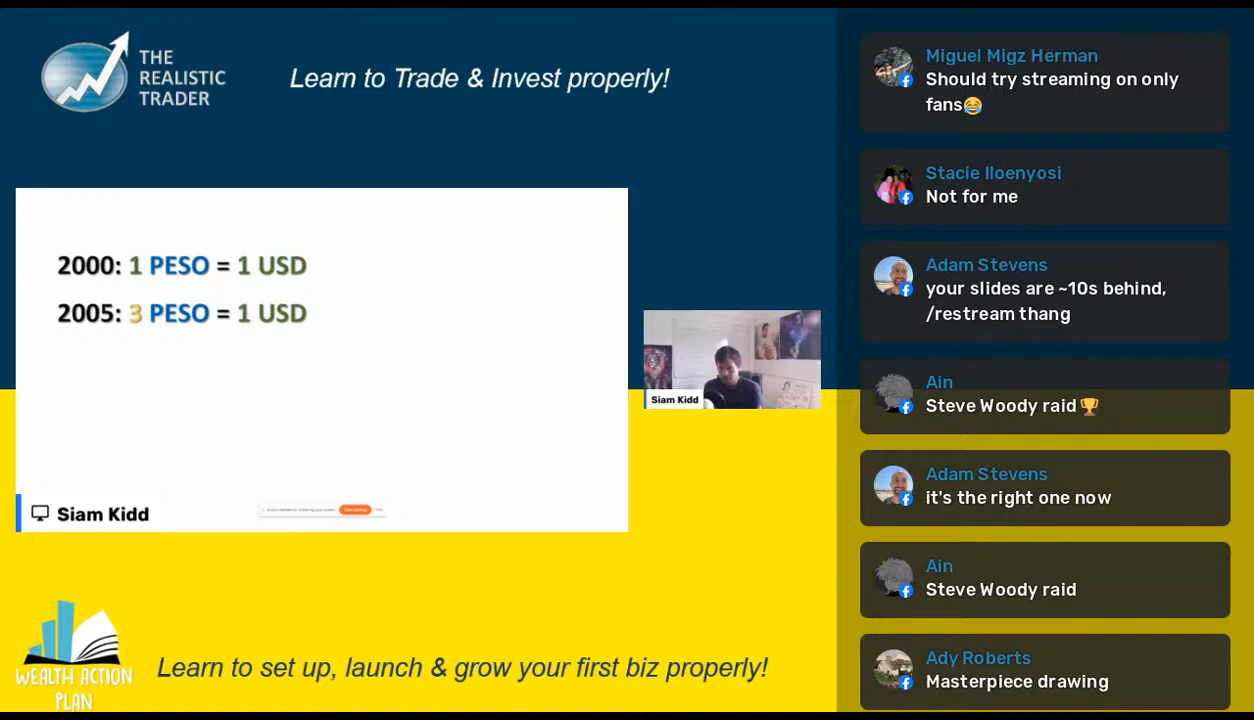 THE
REALISTIC
TRADER
Learn to Trade & Invest properly!
2000: 1 PESO = 1 USD
2005: 3 PESO = 1 USD
Siam Kidd
Siam Kidd
WEALTH ACTION
PLAN
Learn to set up, launch & grow your first biz properly!
Miguel Migz Herman
Should try streaming on only
fans😂
Stacie Iloenyosi
Not for me
Adam Stevens
your slides are ~10s behind,
/restream thang
Ain
Steve Woody raid🏆
Adam Stevens
it's the right one now
Ain
Steve Woody raid
Ady Roberts
Masterpiece drawing